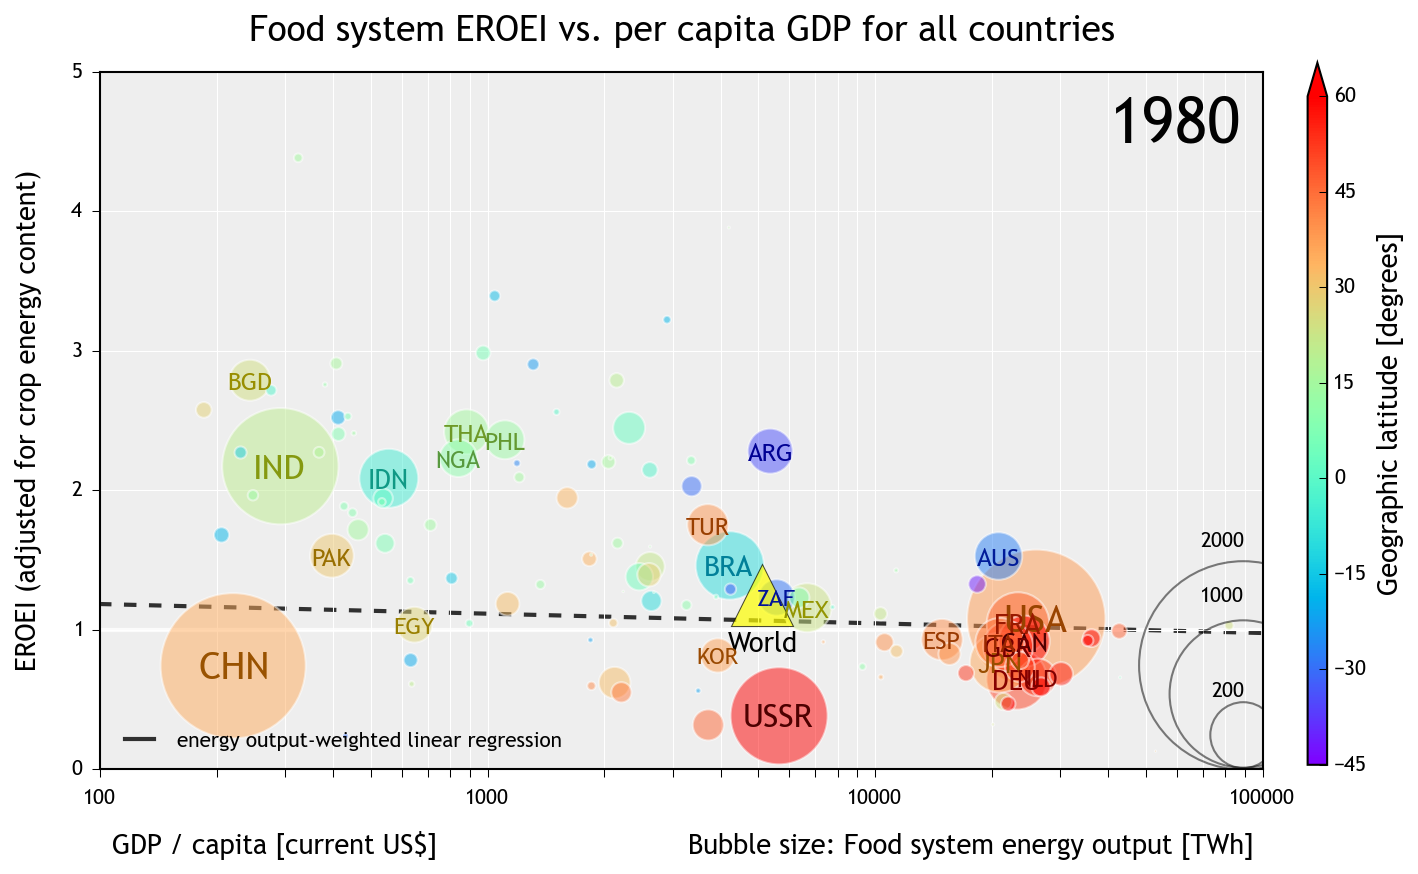 Food system EROEI vs. per capita GDP for all countries
1980
EROEI (adjusted for crop energy content)
5
4
3
2
1
0
BGD
IND
THA
PHL
NGA
IDN
ARG
TUR
PAK
BRA
AUS
ZAF
MEX
EGY
World
USA
FRA
ESP
CAN
GBR
KOR
JPN
CHN
DEU
NLD
USSR
2000
1000
200
energy output-weighted linear regression
100
1000
10000
100000
GDP / capita [current US$]
Bubble size: Food system energy output [TWh]
60
45
30
15
0
−15
−30
−45
Geographic latitude [degrees]